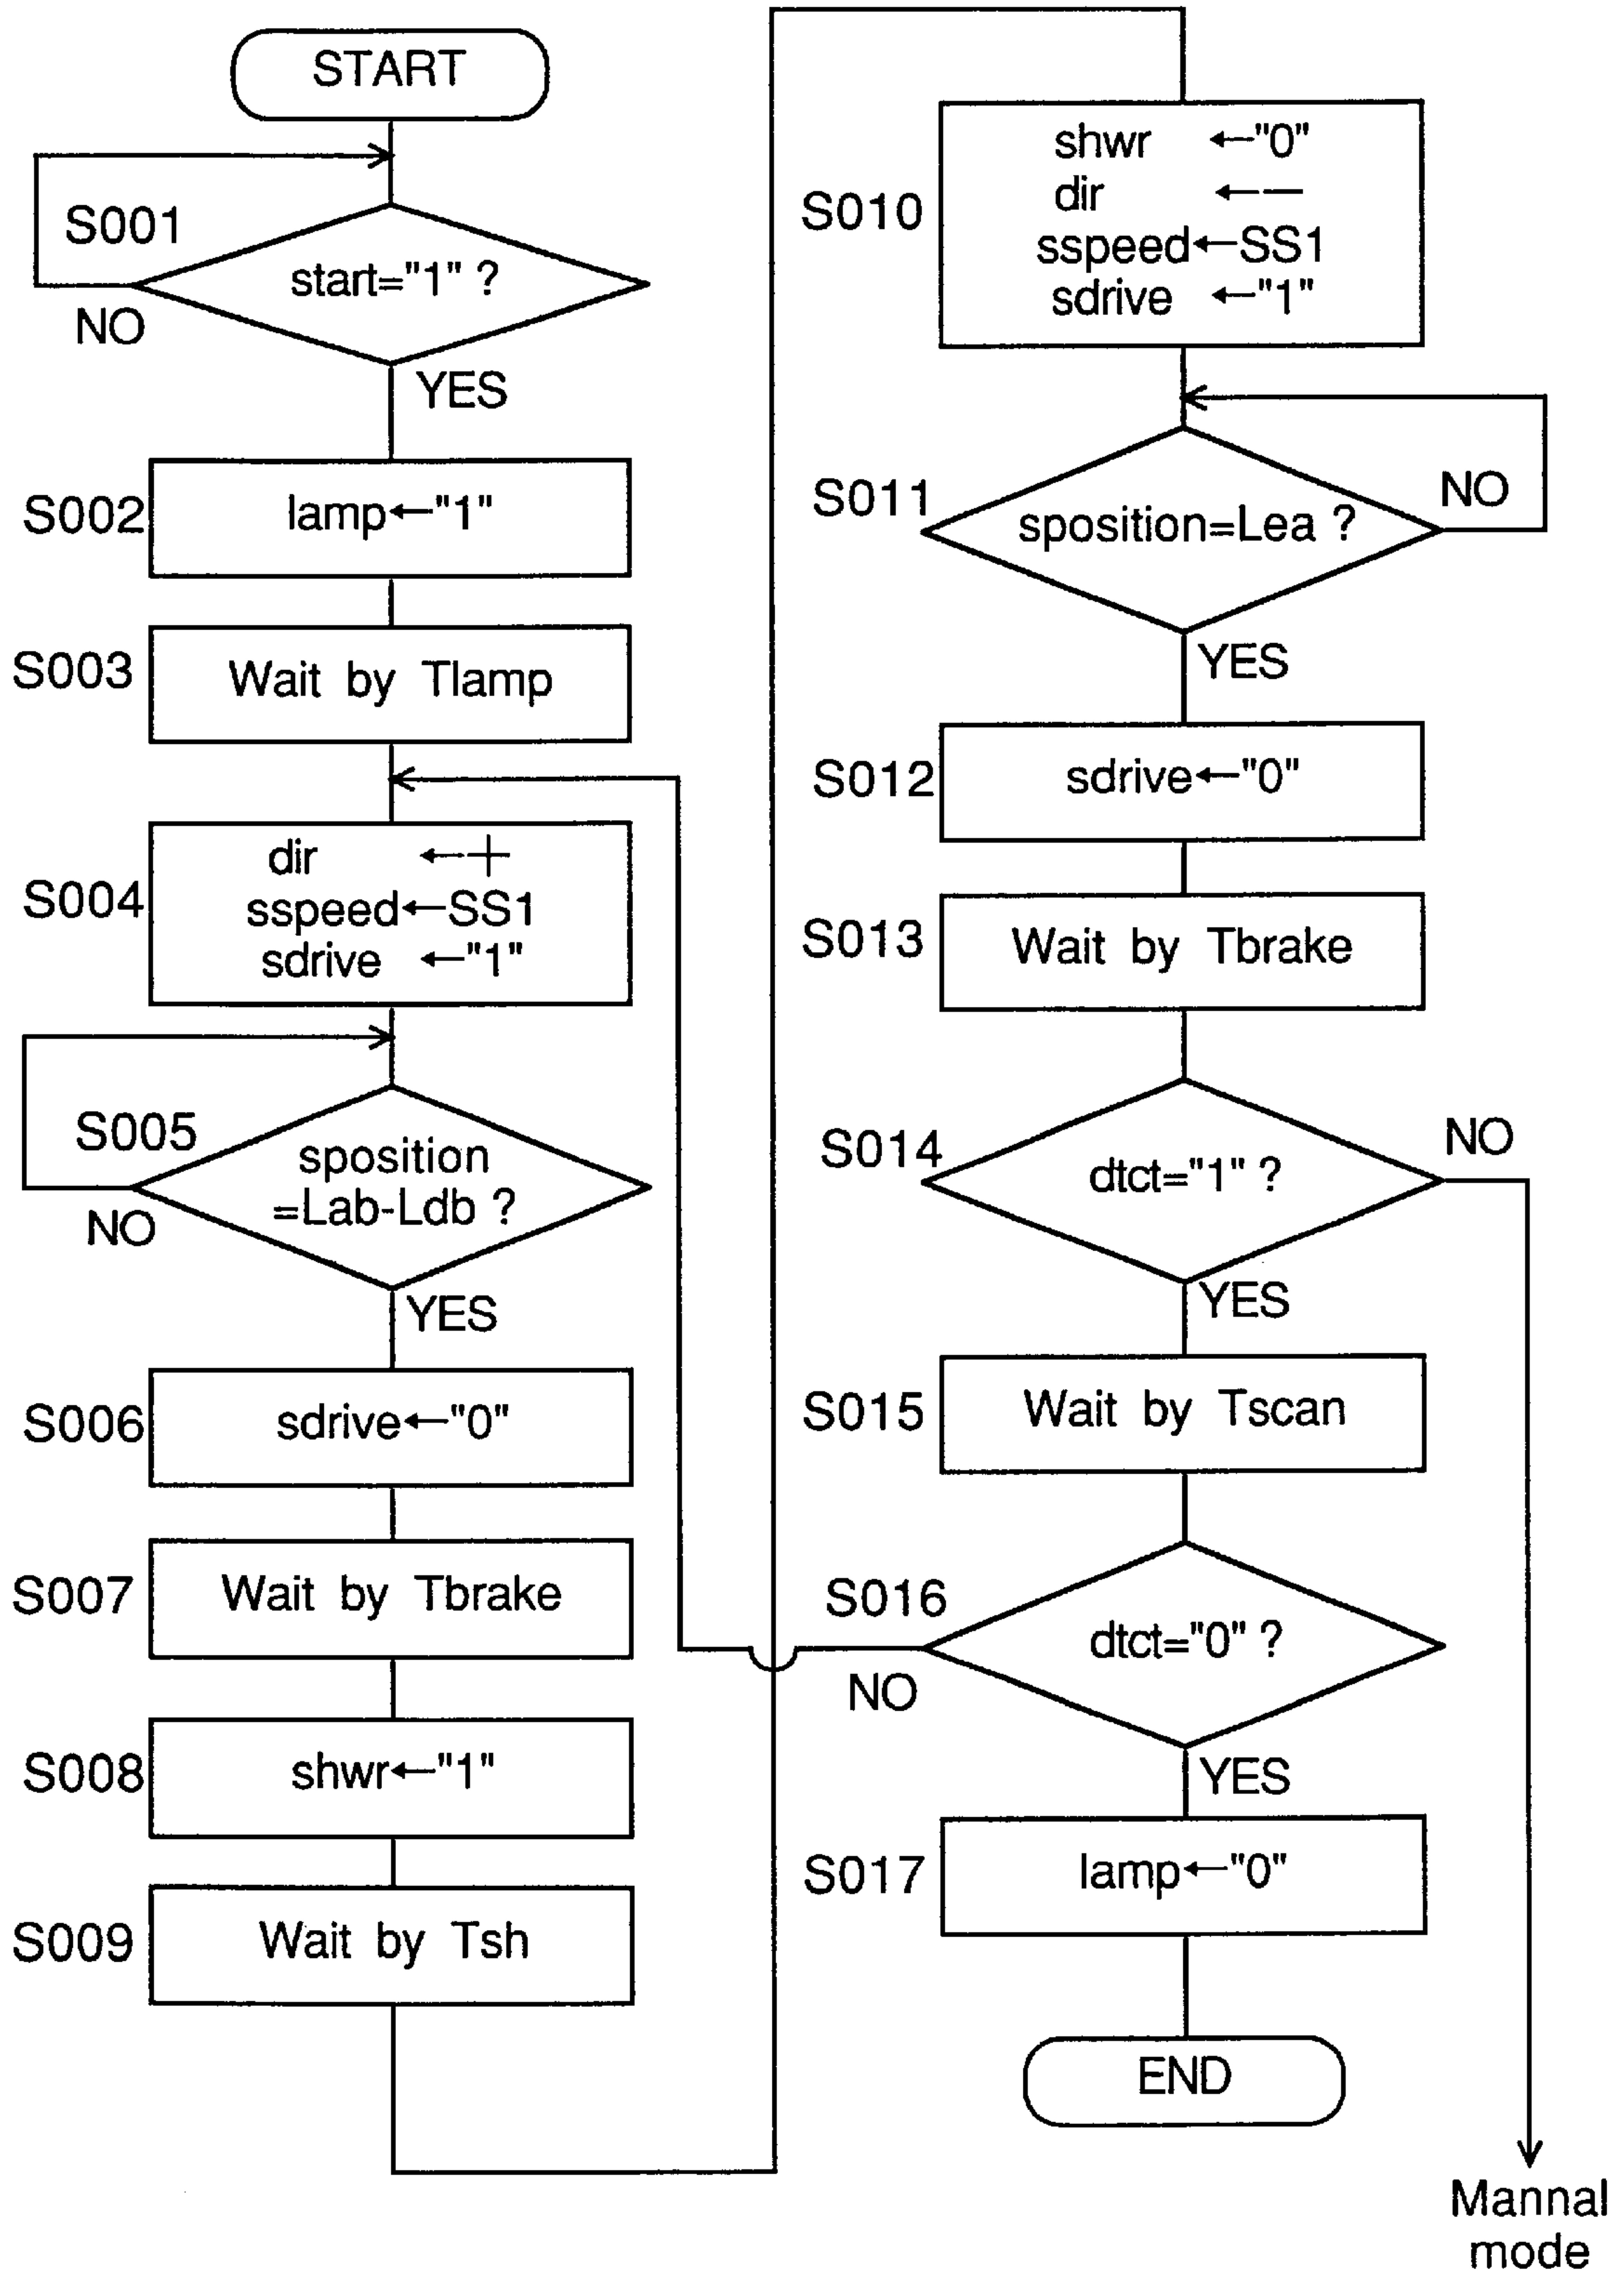 START
S001
start="1" ?
NO
YES
S002
lamp←"1"
S003
Wait by Tlamp
S004
dir ←+
sspeed←SS1
sdrive ←"1"
S005
sposition
=Lab-Ldb ?
NO
YES
S006
sdrive←"0"
S007
Wait by Tbrake
S008
shwr←"1"
S009
Wait by Tsh
S010
shwr ←"0"
dir ←−
sspeed←SS1
sdrive ←"1"
S011
sposition=Lea ?
NO
YES
S012
sdrive←"0"
S013
Wait by Tbrake
S014
dtct="1" ?
NO
YES
S015
Wait by Tscan
S016
dtct="0" ?
NO
YES
S017
lamp←"0"
END
Mannal
mode